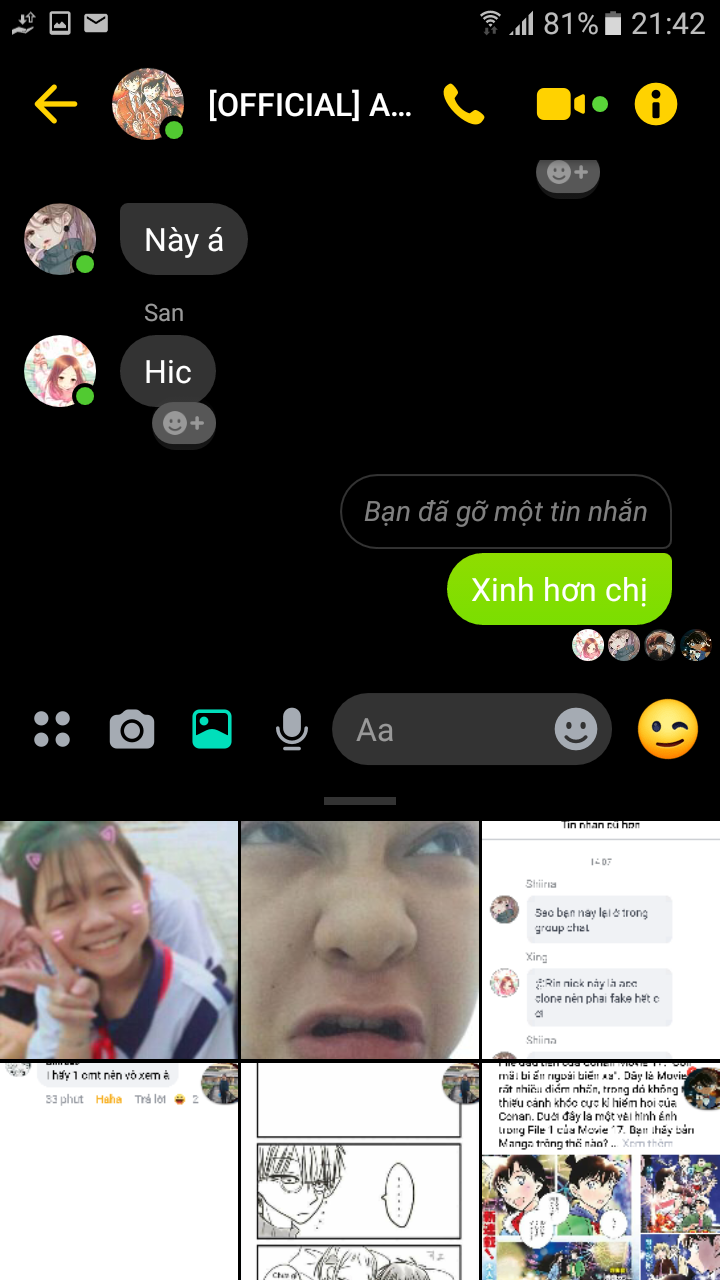 81% 21:42
[OFFICIAL] A...
Này á
San
Hic
Bạn đã gỡ một tin nhắn
Xinh hơn chị
Aa
Tin nhắn cũ hơn
14:07
Shiina
Sao bạn này lại ở trong
group chat
Xing
@Rin nick này là acc
clone nên phải fake hết c
ơi
Shiina
Thấy 1 cmt nên vô xem à
33 phút Haha Trả lời 2
File đầu tiên của Conan Movie 17: "Con
mắt bí ẩn ngoài biển xa". Đây là Movie
rất nhiều điểm nhấn, trong đó không
thiếu cảnh khóc cực kì hiếm hoi của
Conan. Dưới đây là một vài hình ảnh
trong File 1 của Movie 17. Bạn thấy bản
Manga trông thế nào? ... Xem thêm
Chưa gì